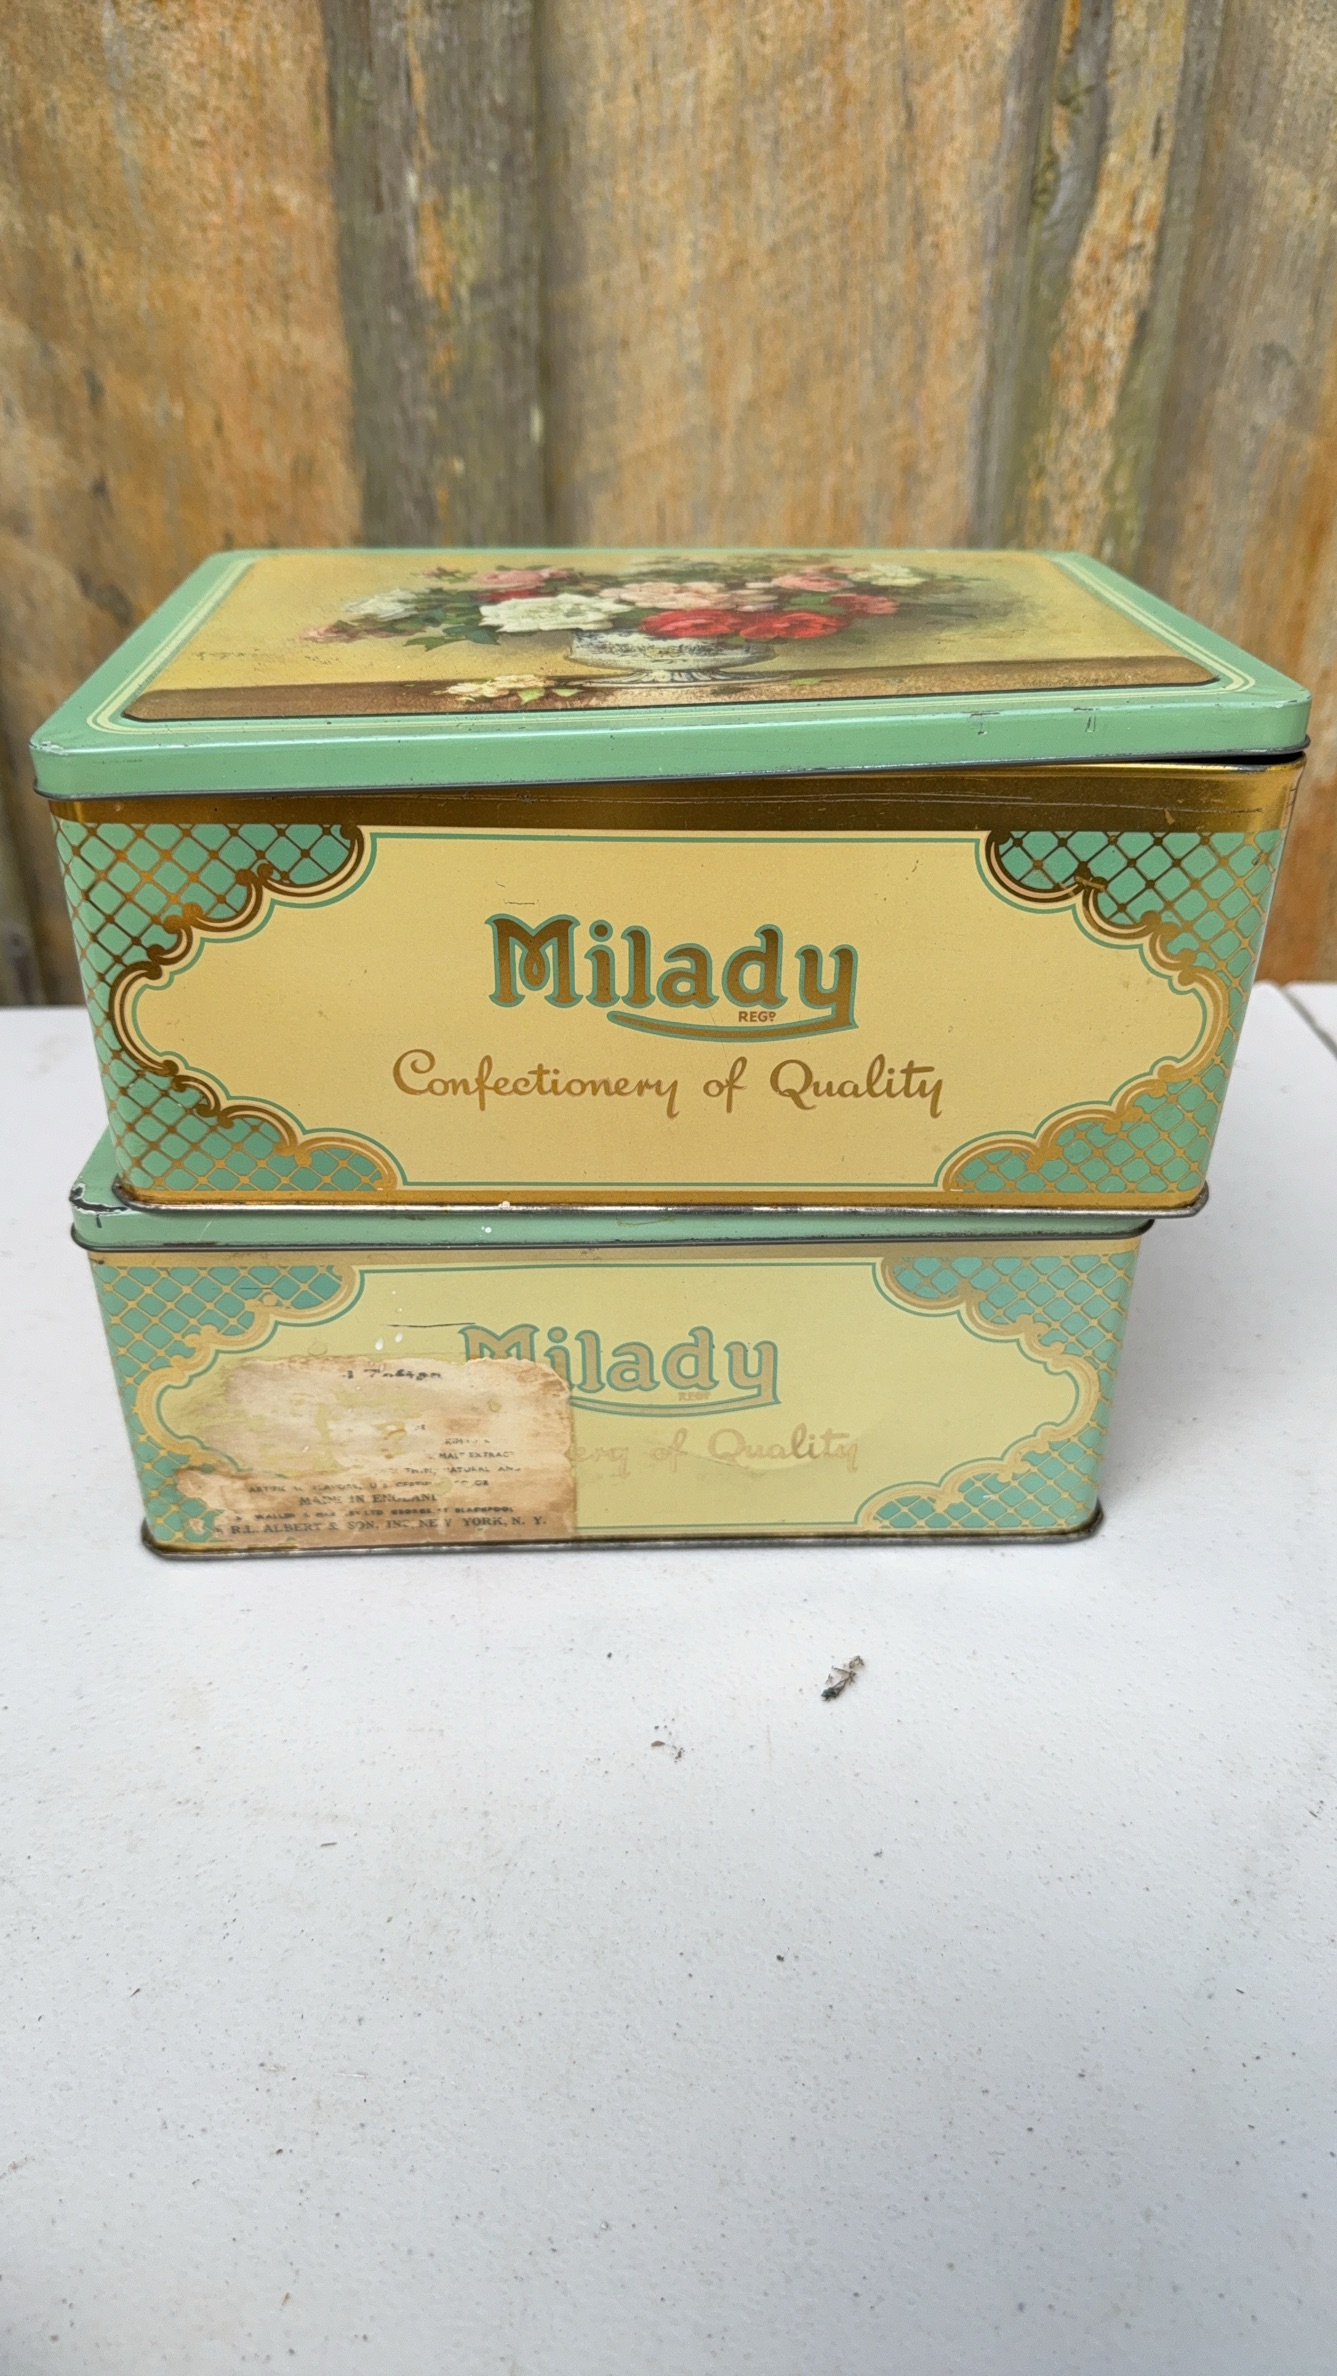 Milady
REGD
Confectionery of Quality
Milady
REGD
of Quality
MALT EXTRACT
NATURAL AND
MADE IN ENGLAND
R.L. ALBERT & SON, INC. NEW YORK, N. Y.